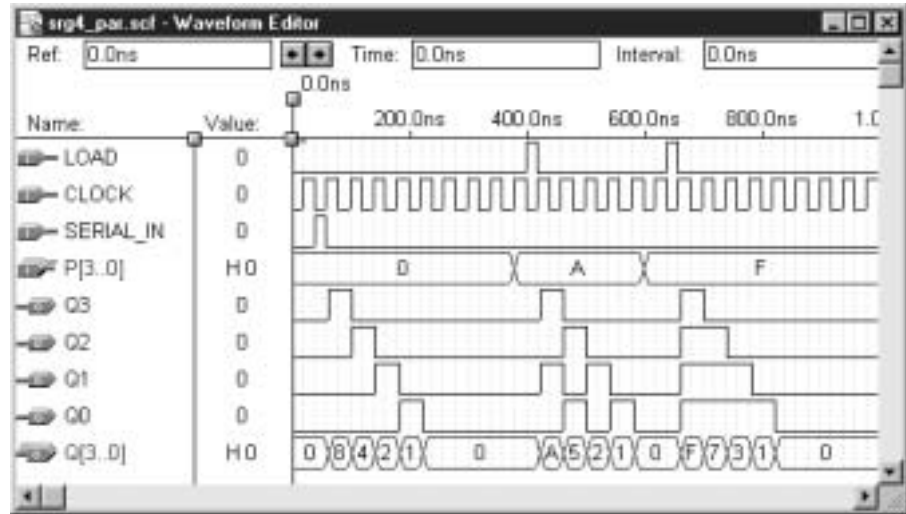 srg4_par.scf - Waveform Editor
Ref: 0.0ns Time: 0.0ns Interval: 0.0ns
0.0ns
Name: Value: 200.0ns 400.0ns 600.0ns 800.0ns 1.0
LOAD 0
CLOCK 0
SERIAL_IN 0
P[3..0] H 0 0 A F
Q3 0
Q2 0
Q1 0
Q0 0
Q[3..0] H 0 0 8 4 2 1 0 A 5 2 1 0 F 7 3 1 0